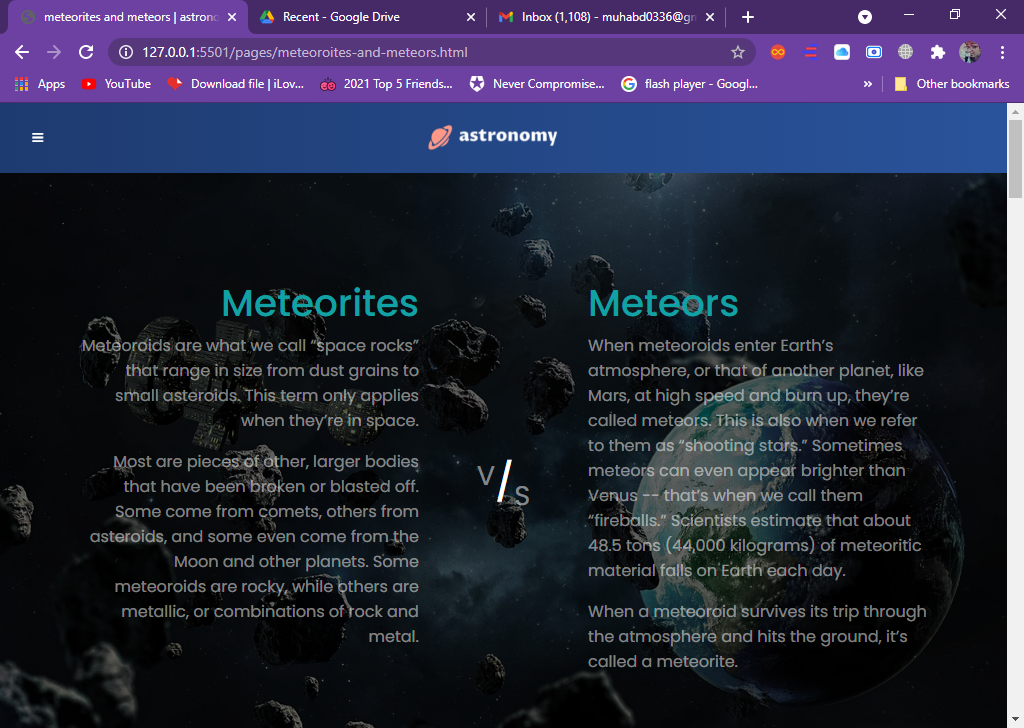 meteorites and meteors | astrono
Recent - Google Drive
Inbox (1,108) - muhabd0336@gm
127.0.0.1:5501/pages/meteoroites-and-meteors.html
Apps
YouTube
Download file | iLov...
2021 Top 5 Friends...
Never Compromise...
flash player - Googl...
»
Other bookmarks
astronomy
Meteorites
Meteoroids are what we call “space rocks”
that range in size from dust grains to
small asteroids. This term only applies
when they’re in space.
Most are pieces of other, larger bodies
that have been broken or blasted off.
Some come from comets, others from
asteroids, and some even come from the
Moon and other planets. Some
meteoroids are rocky, while others are
metallic, or combinations of rock and
metal.
V/S
Meteors
When meteoroids enter Earth’s
atmosphere, or that of another planet, like
Mars, at high speed and burn up, they’re
called meteors. This is also when we refer
to them as “shooting stars.” Sometimes
meteors can even appear brighter than
Venus -- that’s when we call them
“fireballs.” Scientists estimate that about
48.5 tons (44,000 kilograms) of meteoritic
material falls on Earth each day.
When a meteoroid survives its trip through
the atmosphere and hits the ground, it’s
called a meteorite.